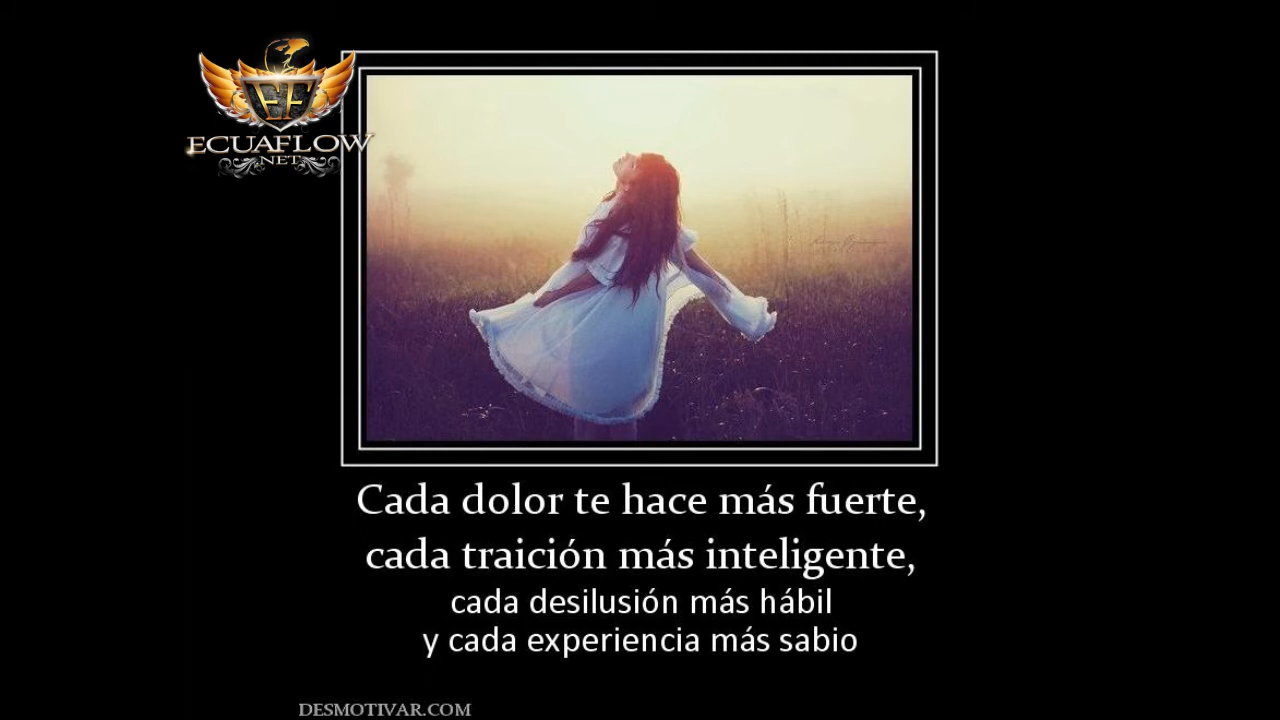 EF
ECUAFLOW
NET
Cada dolor te hace más fuerte,
cada traición más inteligente,
cada desilusión más hábil
y cada experiencia más sabio
DESMOTIVAR.COM